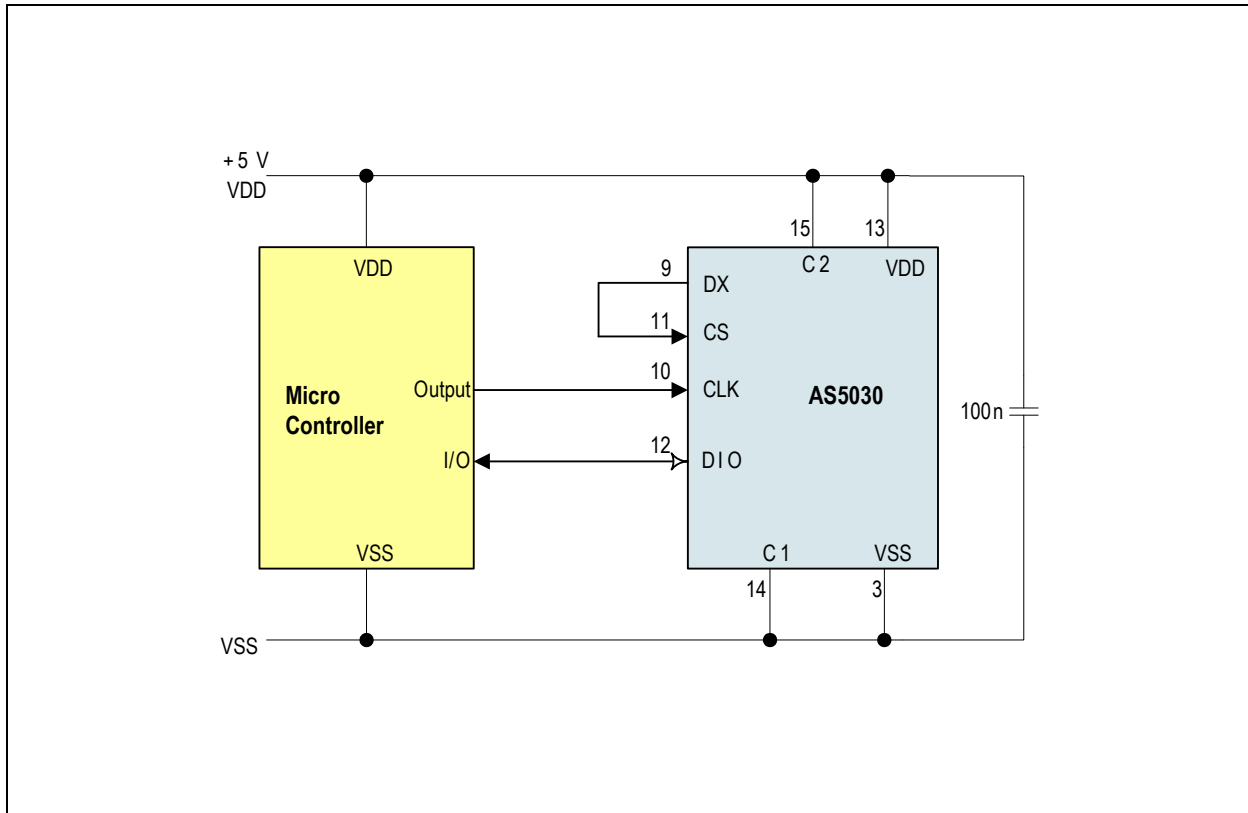 +5 V
VDD
15
13
VDD
C2
VDD
9
DX
11
CS
10
Output
CLK
Micro
Controller
AS5030
100n
12
I/O
DIO
VSS
C1
VSS
14
3
VSS